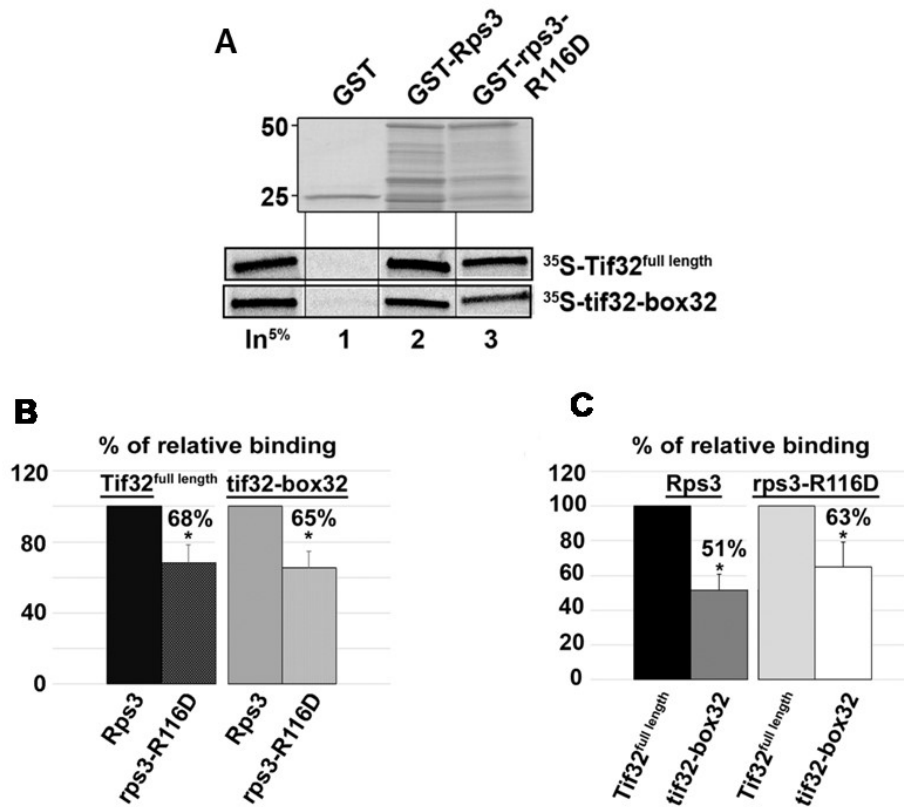 A
GST
GST-Rps3
GST-rps3-
R116D
50
25
³⁵S-Tif32ᶠᵘˡˡ ˡᵉⁿᵍᵗʰ
³⁵S-tif32-box32
In⁵%
1
2
3
B
% of relative binding
120
80
40
0
Tif32ᶠᵘˡˡ ˡᵉⁿᵍᵗʰ
tif32-box32
68%
*
65%
*
Rps3
rps3-R116D
Rps3
rps3-R116D
C
% of relative binding
120
100
80
60
40
20
0
Rps3
rps3-R116D
51%
*
63%
*
Tif32ᶠᵘˡˡ ˡᵉⁿᵍᵗʰ
tif32-box32
Tif32ᶠᵘˡˡ ˡᵉⁿᵍᵗʰ
tif32-box32